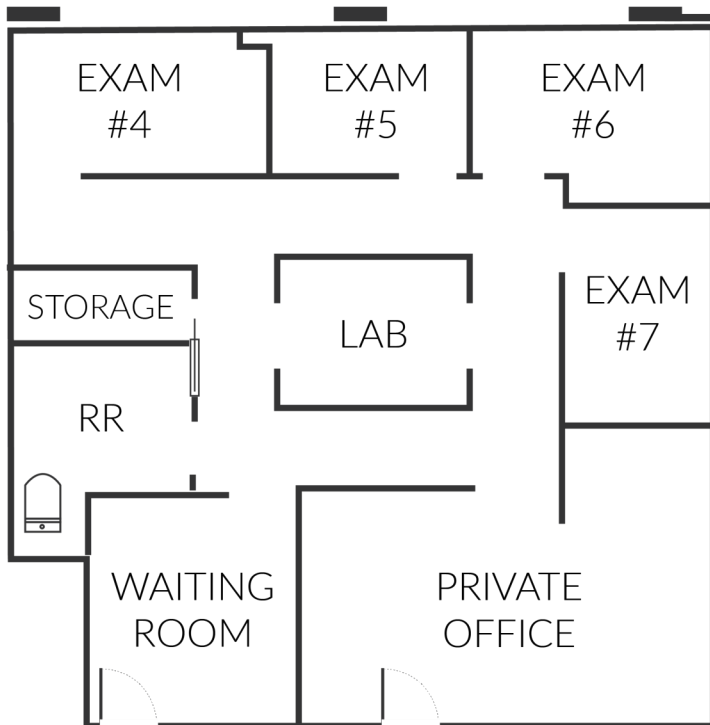 EXAM
#4
EXAM
#5
EXAM
#6
STORAGE
LAB
EXAM
#7
RR
WAITING
ROOM
PRIVATE
OFFICE